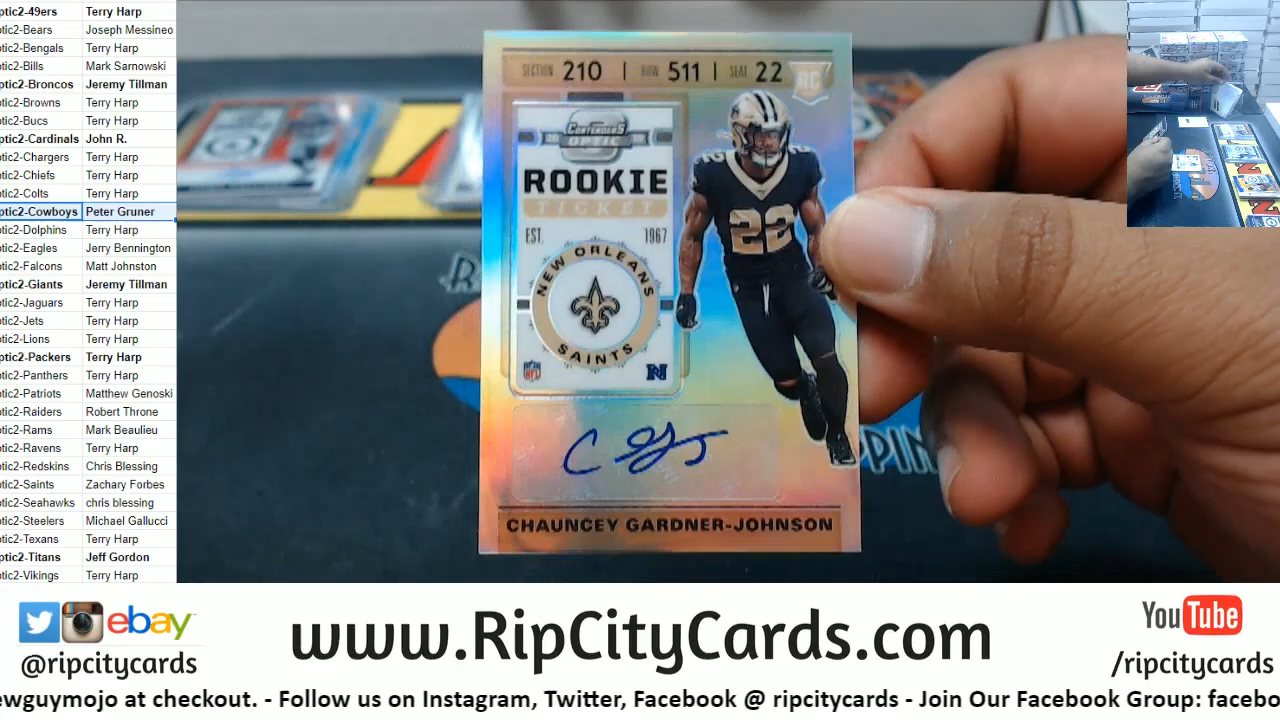 ptic2-49ers Terry Harp
ptic2-Bears Joseph Messineo
ptic2-Bengals Terry Harp
ptic2-Bills Mark Sarnowski
ptic2-Broncos Jeremy Tillman
ptic2-Browns Terry Harp
ptic2-Bucs Terry Harp
ptic2-Cardinals John R.
ptic2-Chargers Terry Harp
ptic2-Chiefs Terry Harp
ptic2-Colts Terry Harp
ptic2-Cowboys Peter Gruner
ptic2-Dolphins Terry Harp
ptic2-Eagles Jerry Bennington
ptic2-Falcons Matt Johnston
ptic2-Giants Jeremy Tillman
ptic2-Jaguars Terry Harp
ptic2-Jets Terry Harp
ptic2-Lions Terry Harp
ptic2-Packers Terry Harp
ptic2-Panthers Terry Harp
ptic2-Patriots Matthew Genoski
ptic2-Raiders Robert Throne
ptic2-Rams Mark Beaulieu
ptic2-Ravens Terry Harp
ptic2-Redskins Chris Blessing
ptic2-Saints Zachary Forbes
ptic2-Seahawks chris blessing
ptic2-Steelers Michael Gallucci
ptic2-Texans Terry Harp
ptic2-Titans Jeff Gordon
ptic2-Vikings Terry Harp
SECTION 210 | ROW 511 | SEAT 22
RC
CONTENDERS
OPTIC
ROOKIE
TICKET
EST. 1967
NEW ORLEANS
SAINTS
NFL
N
22
22
CHAUNCEY GARDNER-JOHNSON
PPIN
ebay
@ripcitycards
www.RipCityCards.com
YouTube
/ripcitycards
ewguymojo at checkout. - Follow us on Instagram, Twitter, Facebook @ ripcitycards - Join Our Facebook Group: facebo